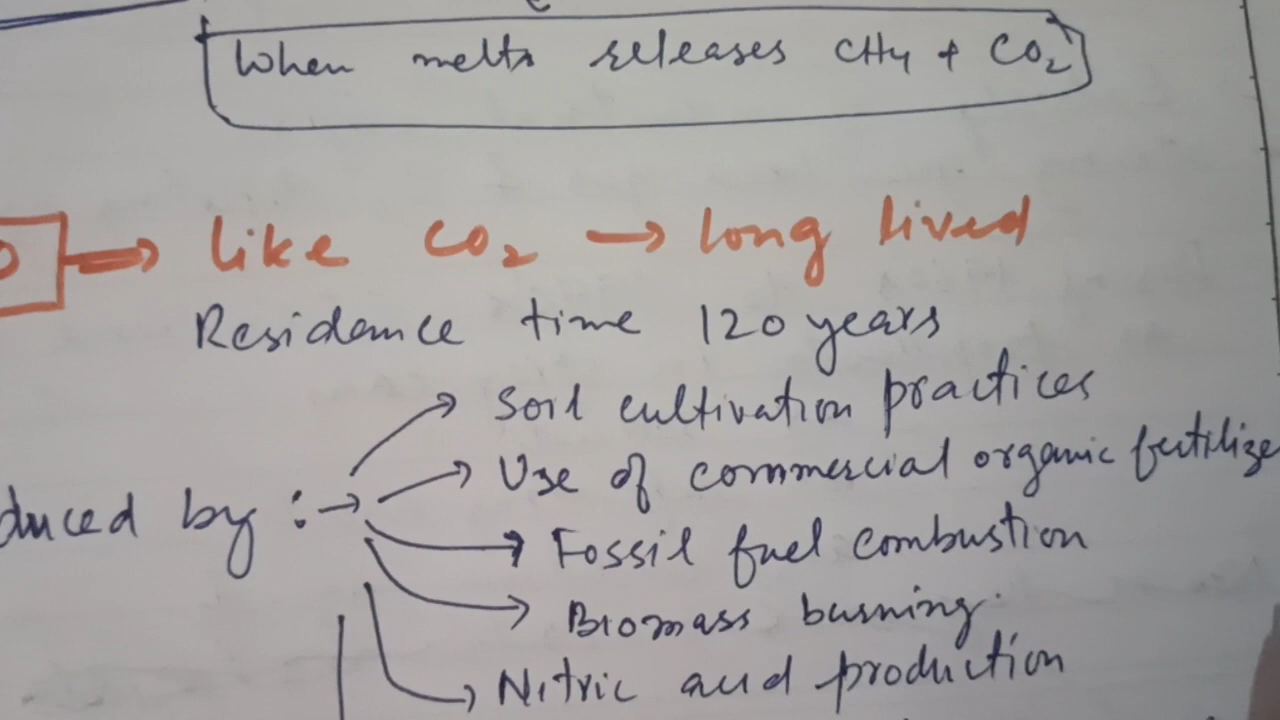 When melts releases CH4 + CO2
O → like CO2 → long lived
Residance time 120 years
→ Soil cultivation practices
→ Use of commercial organic fertilize
duced by :→
→ Fossil fuel combustion
→ Biomass burning.
→ Nitric acid production